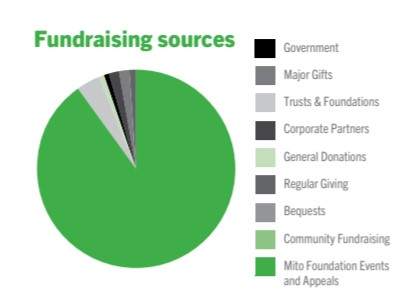 Fundraising sources
Government
Major Gifts
Trusts & Foundations
Corporate Partners
General Donations
Regular Giving
Bequests
Community Fundraising
Mito Foundation Events
and Appeals